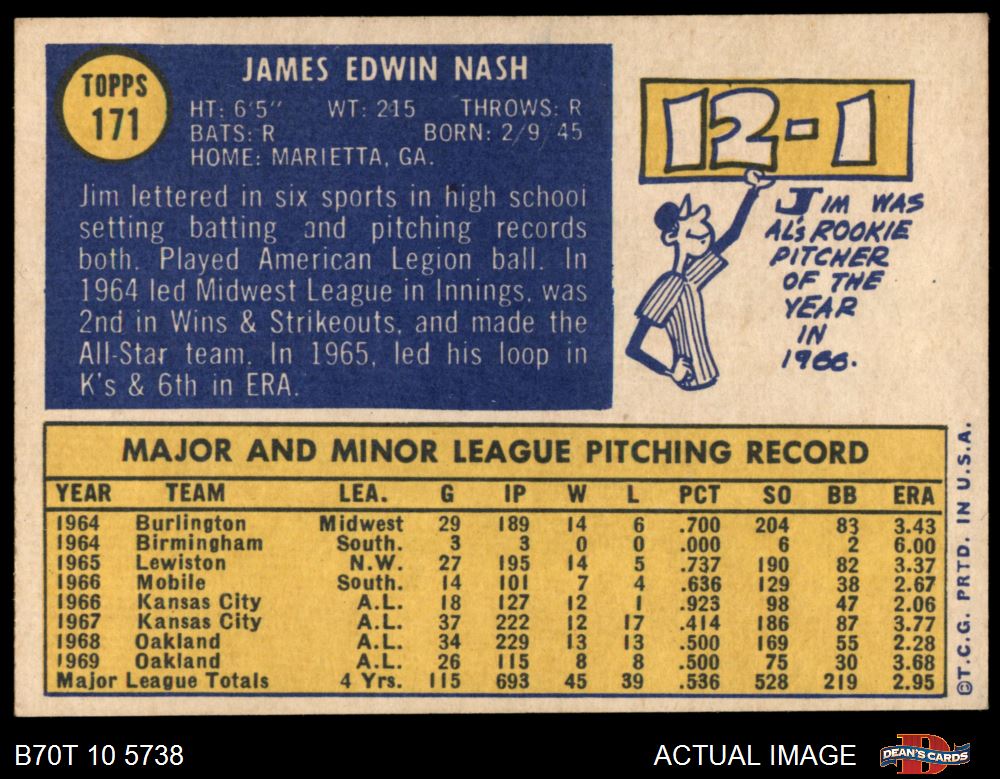 TOPPS
171
JAMES EDWIN NASH
HT: 6'5" WT: 215 THROWS: R
BATS: R BORN: 2/9/45
HOME: MARIETTA, GA.
Jim lettered in six sports in high school
setting batting and pitching records
both. Played American Legion ball. In
1964 led Midwest League in Innings, was
2nd in Wins & Strikeouts, and made the
All-Star team. In 1965, led his loop in
K's & 6th in ERA.
12-1
JIM WAS
AL's ROOKIE
PITCHER
OF THE
YEAR
IN
1966.
MAJOR AND MINOR LEAGUE PITCHING RECORD
YEAR TEAM LEA. G IP W L PCT SO BB ERA
1964 Burlington Midwest 29 189 14 6 .700 204 83 3.43
1964 Birmingham South. 3 3 0 0 .000 6 2 6.00
1965 Lewiston N.W. 27 195 14 5 .737 190 82 3.37
1966 Mobile South. 14 101 7 4 .636 129 38 2.67
1966 Kansas City A.L. 18 127 12 1 .923 98 47 2.06
1967 Kansas City A.L. 37 222 12 17 .414 186 87 3.77
1968 Oakland A.L. 34 229 13 13 .500 169 55 2.28
1969 Oakland A.L. 26 115 8 8 .500 75 30 3.68
Major League Totals 4 Yrs. 115 693 45 39 .536 528 219 2.95
©T.C.G. PRTD. IN U.S.A.
B70T 10 5738
ACTUAL IMAGE
DEAN'S CARDS